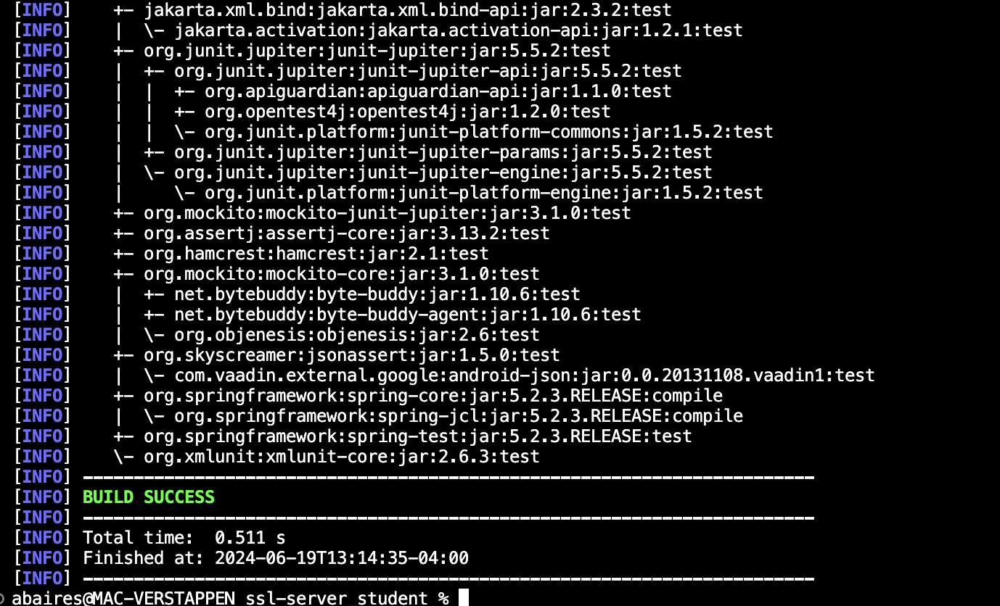 [INFO]    +- jakarta.xml.bind:jakarta.xml.bind-api:jar:2.3.2:test
[INFO]    |  \- jakarta.activation:jakarta.activation-api:jar:1.2.1:test
[INFO]    +- org.junit.jupiter:junit-jupiter:jar:5.5.2:test
[INFO]    |  +- org.junit.jupiter:junit-jupiter-api:jar:5.5.2:test
[INFO]    |  |  +- org.apiguardian:apiguardian-api:jar:1.1.0:test
[INFO]    |  |  +- org.opentest4j:opentest4j:jar:1.2.0:test
[INFO]    |  |  \- org.junit.platform:junit-platform-commons:jar:1.5.2:test
[INFO]    |  +- org.junit.jupiter:junit-jupiter-params:jar:5.5.2:test
[INFO]    |  \- org.junit.jupiter:junit-jupiter-engine:jar:5.5.2:test
[INFO]    |     \- org.junit.platform:junit-platform-engine:jar:1.5.2:test
[INFO]    +- org.mockito:mockito-junit-jupiter:jar:3.1.0:test
[INFO]    +- org.assertj:assertj-core:jar:3.13.2:test
[INFO]    +- org.hamcrest:hamcrest:jar:2.1:test
[INFO]    +- org.mockito:mockito-core:jar:3.1.0:test
[INFO]    |  +- net.bytebuddy:byte-buddy:jar:1.10.6:test
[INFO]    |  +- net.bytebuddy:byte-buddy-agent:jar:1.10.6:test
[INFO]    |  \- org.objenesis:objenesis:jar:2.6:test
[INFO]    +- org.skyscreamer:jsonassert:jar:1.5.0:test
[INFO]    |  \- com.vaadin.external.google:android-json:jar:0.0.20131108.vaadin1:test
[INFO]    +- org.springframework:spring-core:jar:5.2.3.RELEASE:compile
[INFO]    |  \- org.springframework:spring-jcl:jar:5.2.3.RELEASE:compile
[INFO]    +- org.springframework:spring-test:jar:5.2.3.RELEASE:test
[INFO]    \- org.xmlunit:xmlunit-core:jar:2.6.3:test
[INFO] ------------------------------------------------------------------------
[INFO] BUILD SUCCESS
[INFO] ------------------------------------------------------------------------
[INFO] Total time:  0.511 s
[INFO] Finished at: 2024-06-19T13:14:35-04:00
[INFO] ------------------------------------------------------------------------
abaires@MAC-VERSTAPPEN ssl-server_student %